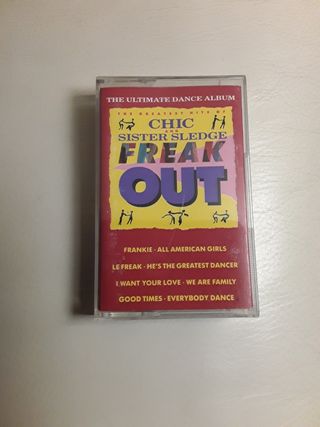 THE ULTIMATE DANCE ALBUM
THE GREATEST HITS OF
CHIC
AND
SISTER SLEDGE
FREAK
OUT
FRANKIE · ALL AMERICAN GIRLS
LE FREAK · HE'S THE GREATEST DANCER
I WANT YOUR LOVE · WE ARE FAMILY
GOOD TIMES · EVERYBODY DANCE